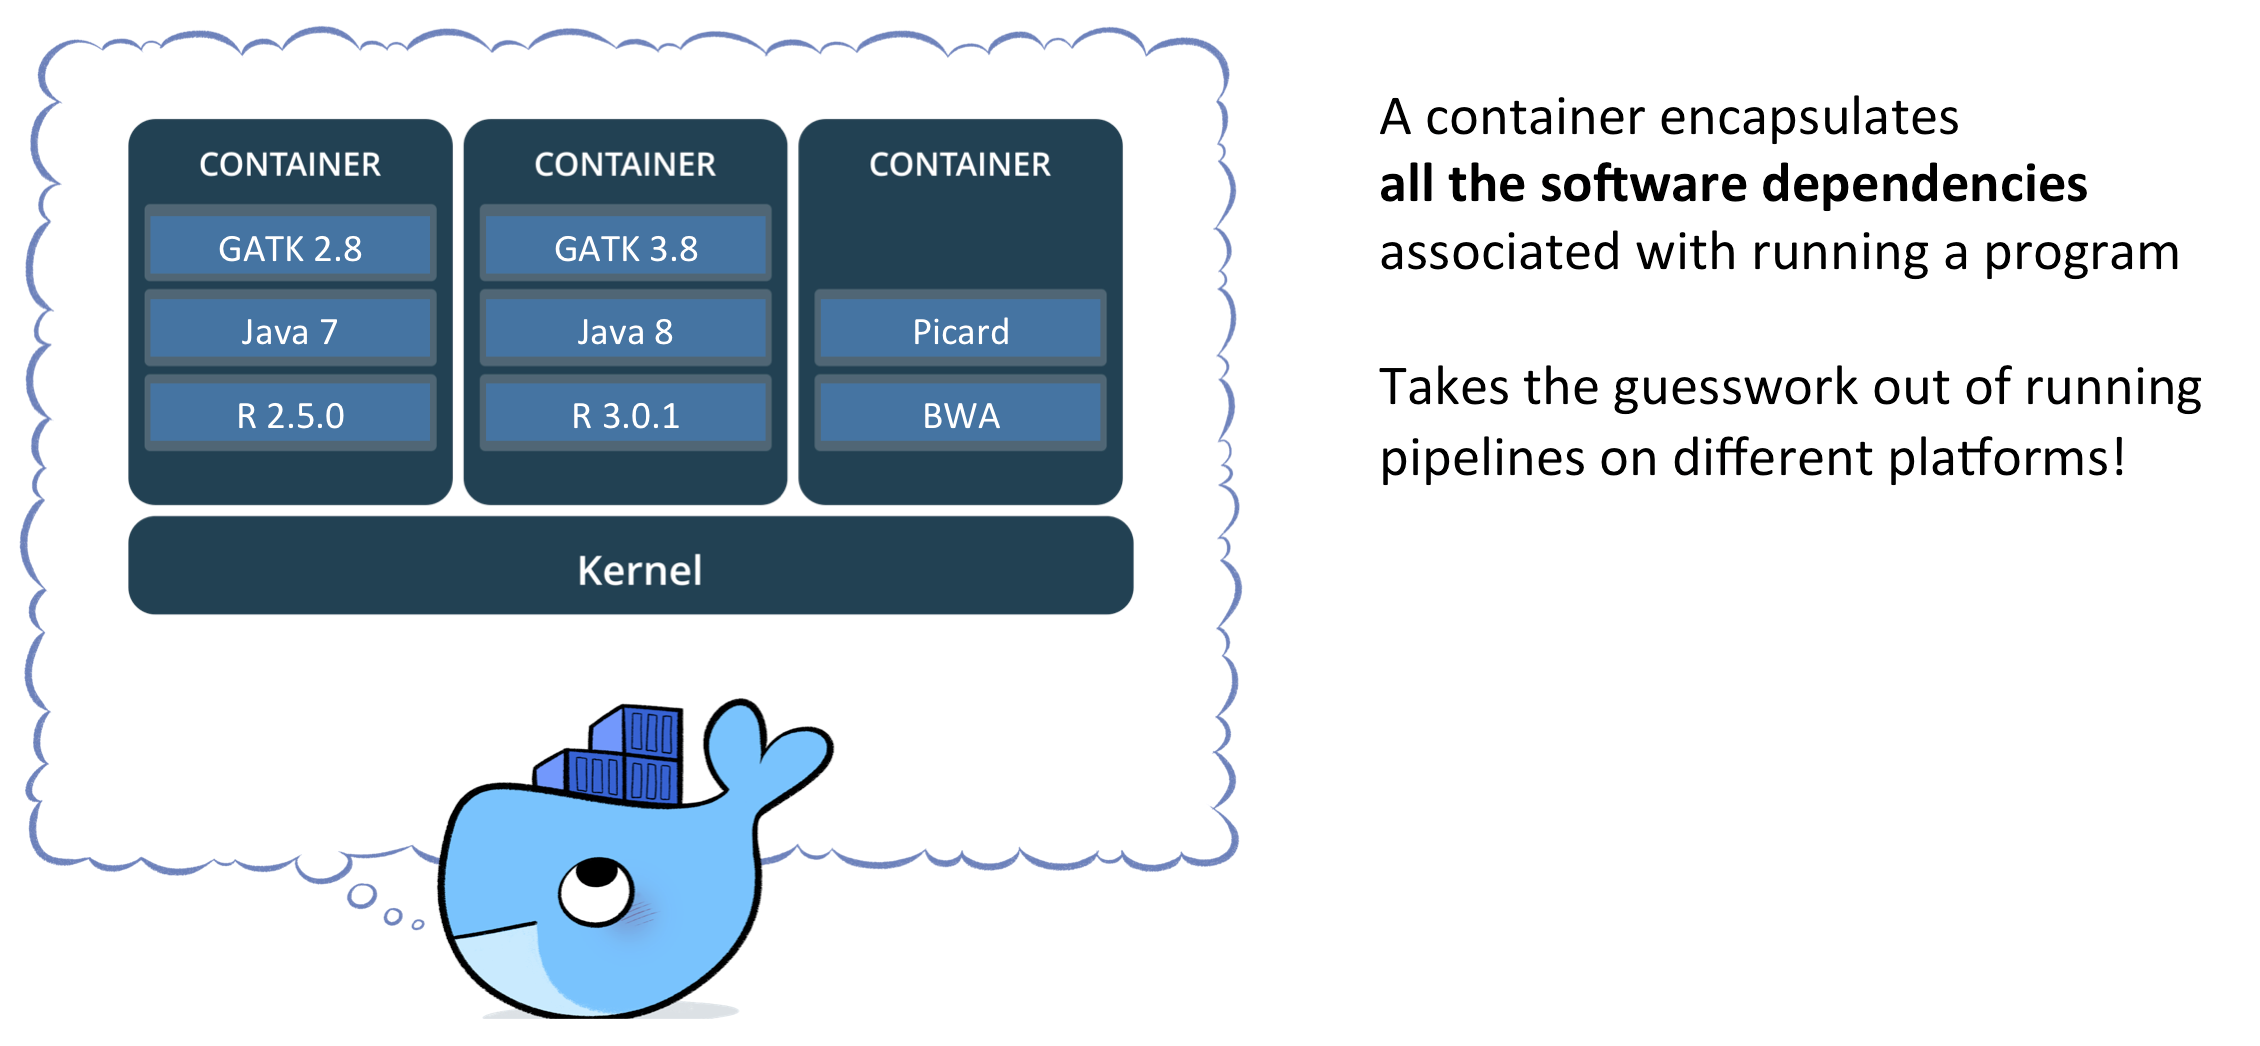 CONTAINER
GATK 2.8
Java 7
R 2.5.0
CONTAINER
GATK 3.8
Java 8
R 3.0.1
CONTAINER
Picard
BWA
Kernel
A container encapsulates
all the software dependencies
associated with running a program
Takes the guesswork out of running
pipelines on different platforms!